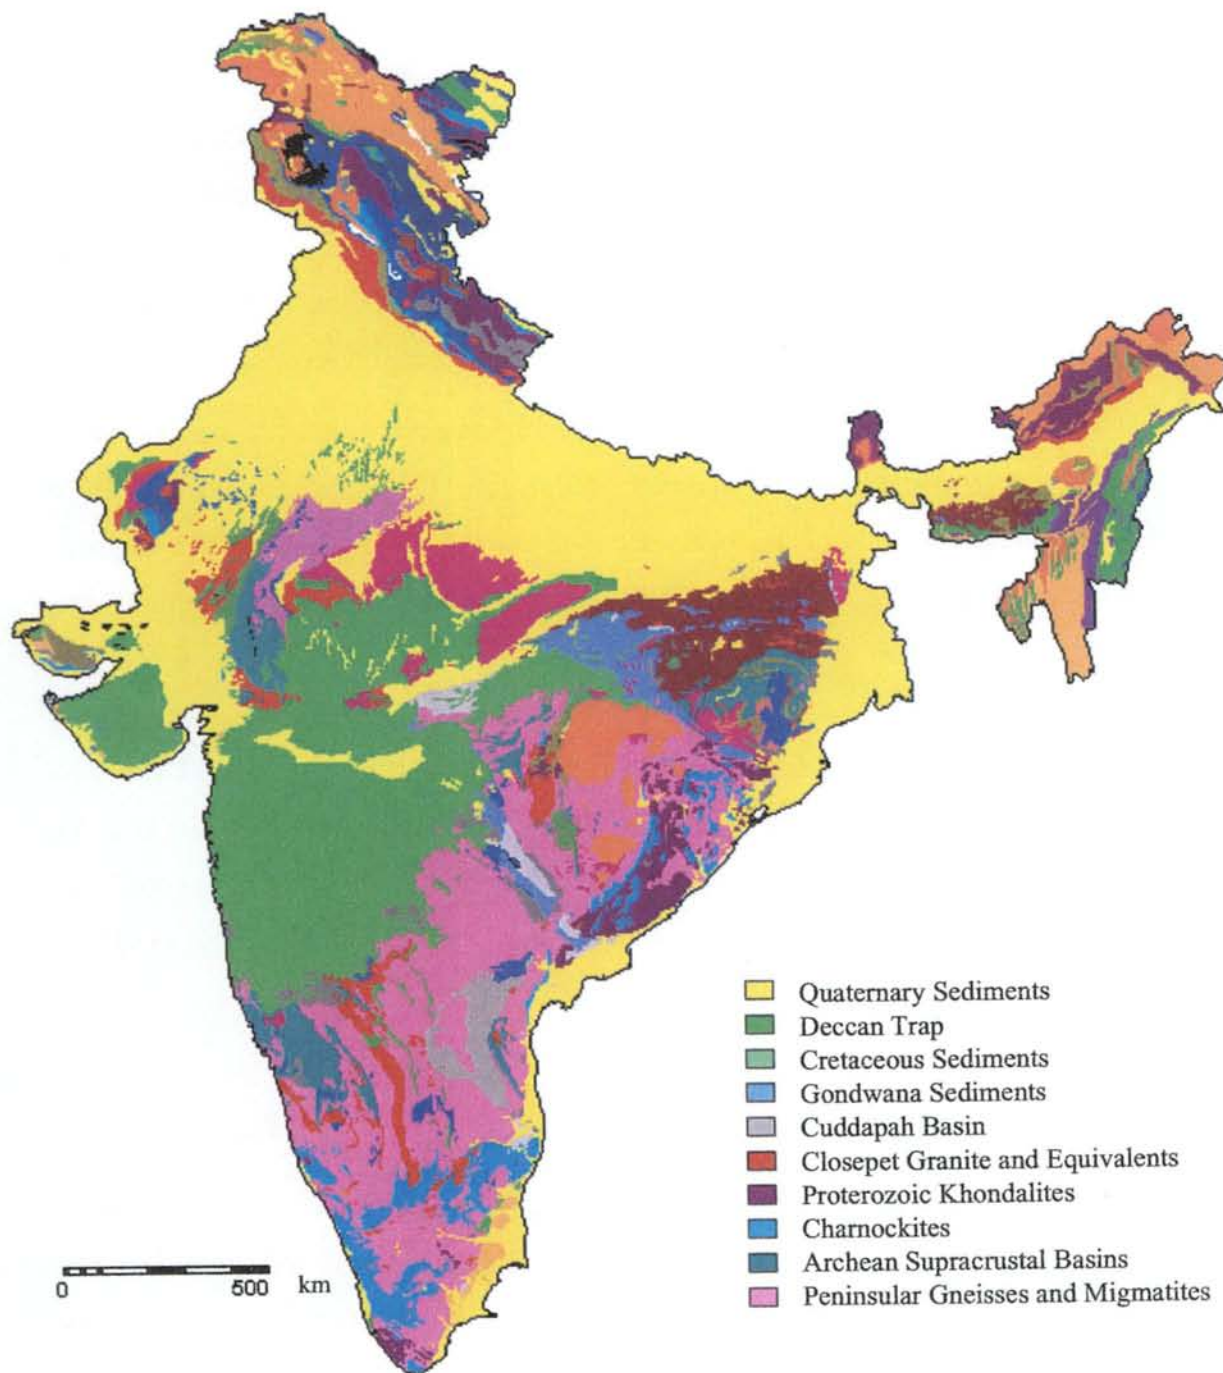 Quaternary Sediments
Deccan Trap
Cretaceous Sediments
Gondwana Sediments
Cuddapah Basin
Closepet Granite and Equivalents
Proterozoic Khondalites
Charnockites
Archean Supracrustal Basins
Peninsular Gneisses and Migmatites
0 500 km